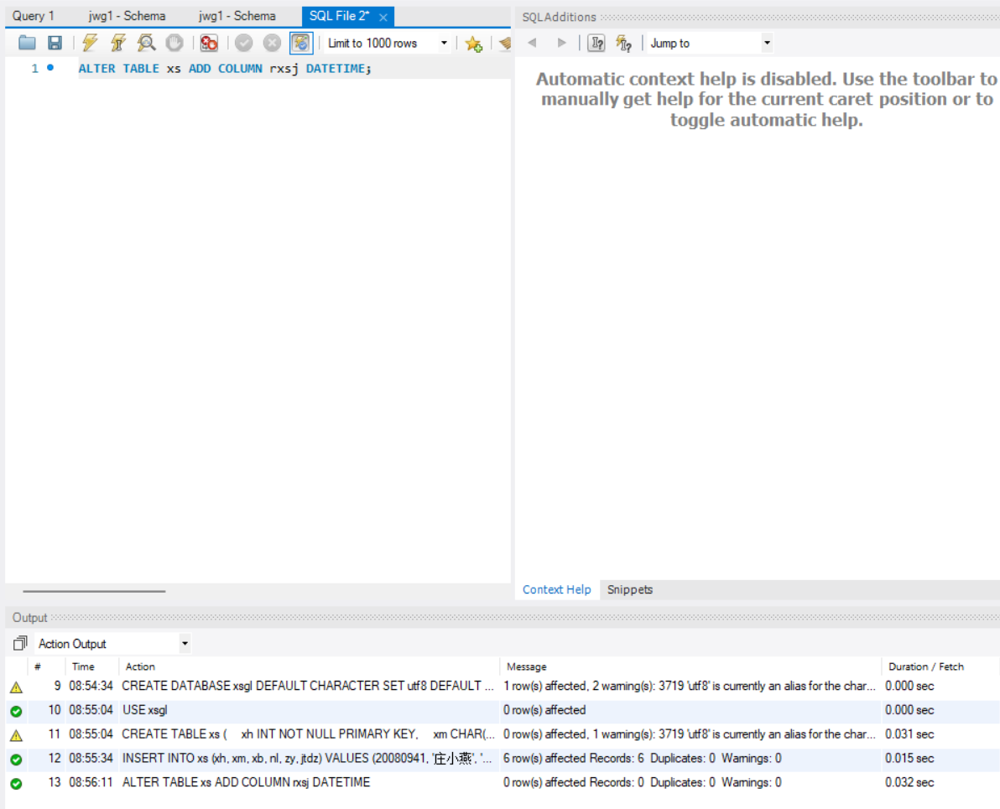 Query 1 jwg1 - Schema jwg1 - Schema SQL File 2*
SQLAdditions
Limit to 1000 rows
Jump to
1 ALTER TABLE xs ADD COLUMN rxsj DATETIME;
Automatic context help is disabled. Use the toolbar to
manually get help for the current caret position or to
toggle automatic help.
Context Help Snippets
Output
Action Output
# Time Action Message Duration / Fetch
9 08:54:34 CREATE DATABASE xsgl DEFAULT CHARACTER SET utf8 DEFAULT ... 1 row(s) affected, 2 warning(s): 3719 'utf8' is currently an alias for the char... 0.000 sec
10 08:55:04 USE xsgl 0 row(s) affected 0.000 sec
11 08:55:04 CREATE TABLE xs ( xh INT NOT NULL PRIMARY KEY, xm CHAR(... 0 row(s) affected, 1 warning(s): 3719 'utf8' is currently an alias for the char... 0.031 sec
12 08:55:34 INSERT INTO xs (xh, xm, xb, nl, zy, jtdz) VALUES (20080941, '庄小燕', '... 6 row(s) affected Records: 6 Duplicates: 0 Warnings: 0 0.015 sec
13 08:56:11 ALTER TABLE xs ADD COLUMN rxsj DATETIME 0 row(s) affected Records: 0 Duplicates: 0 Warnings: 0 0.032 sec